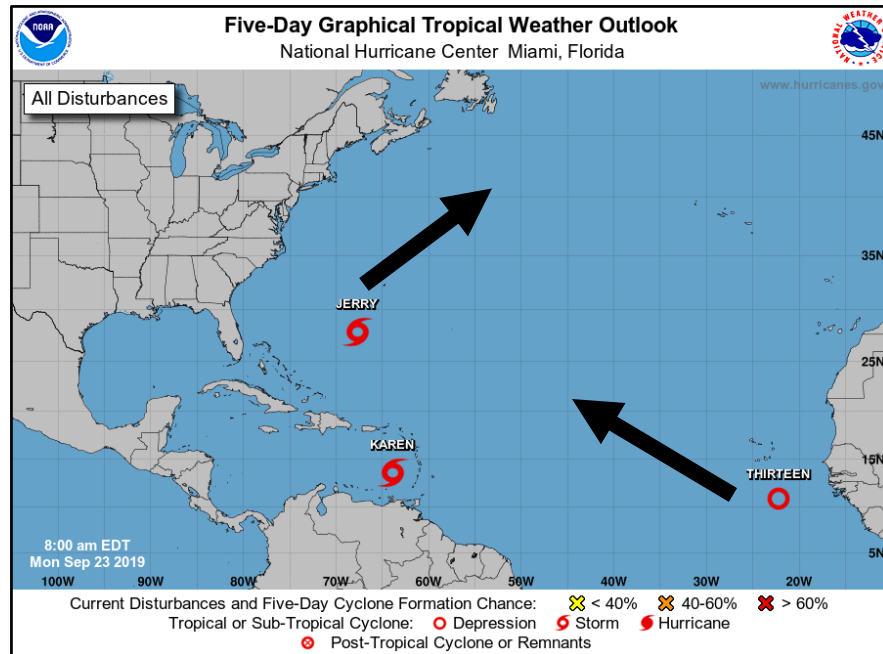 Five-Day Graphical Tropical Weather Outlook
National Hurricane Center Miami, Florida
NOAA
www.hurricanes.gov
All Disturbances
45N
35N
JERRY
25N
KAREN
15N
THIRTEEN
8:00 am EDT
Mon Sep 23 2019
5N
100W 90W 80W 70W 60W 50W 40W 30W 20W
Current Disturbances and Five-Day Cyclone Formation Chance: < 40% 40-60% > 60%
Tropical or Sub-Tropical Cyclone: Depression Storm Hurricane
Post-Tropical Cyclone or Remnants